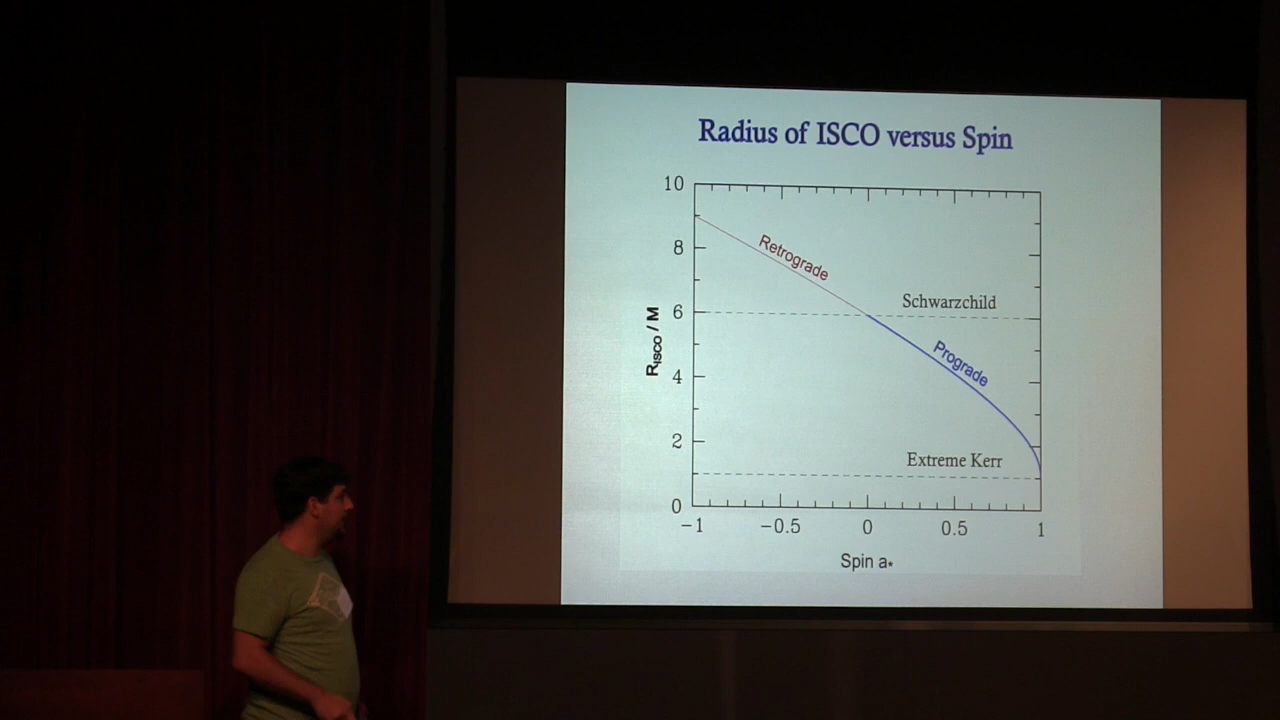 Radius of ISCO versus Spin
10
8
6
4
2
0
R_ISCO / M
Retrograde
Schwarzchild
Prograde
Extreme Kerr
−1
−0.5
0
0.5
1
Spin a*